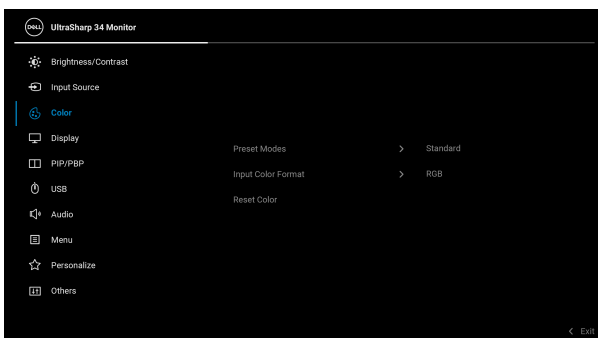 DELL UltraSharp 34 Monitor
Brightness/Contrast
Input Source
Color
Display
Preset Modes Standard
PIP/PBP
Input Color Format RGB
USB
Reset Color
Audio
Menu
Personalize
Others
Exit